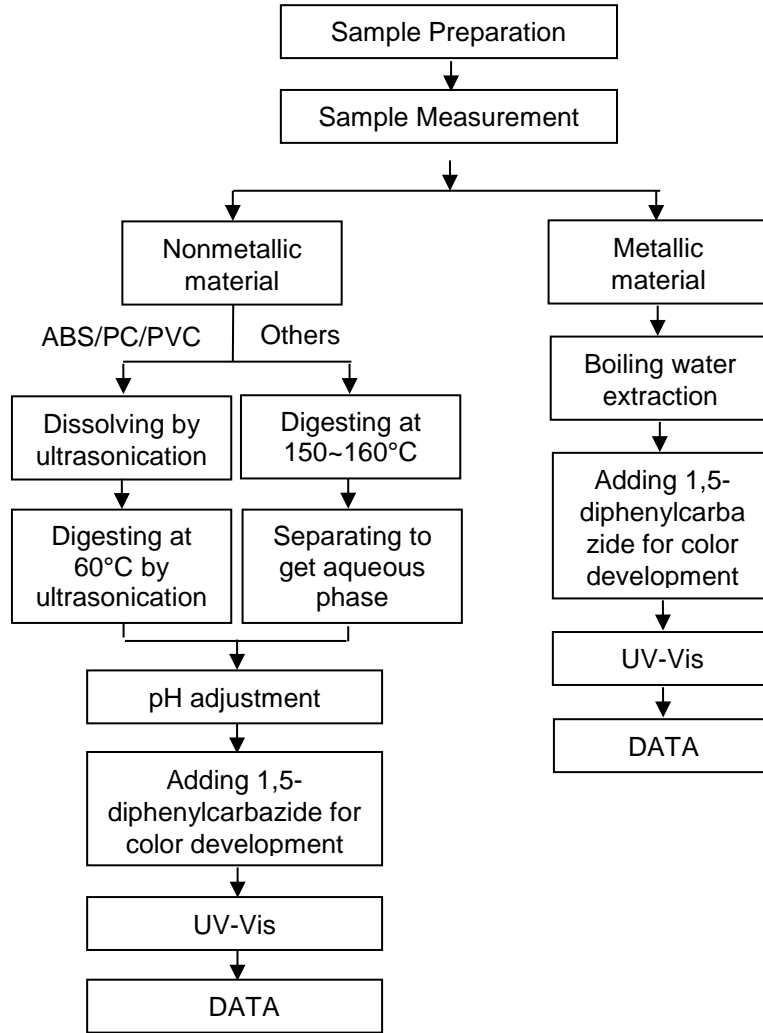 Sample Preparation
Sample Measurement
Nonmetallic
material
ABS/PC/PVC
Others
Dissolving by
ultrasonication
Digesting at
150~160°C
Digesting at
60°C by
ultrasonication
Separating to
get aqueous
phase
pH adjustment
Adding 1,5-
diphenylcarbazide for
color development
UV-Vis
DATA
Metallic
material
Boiling water
extraction
Adding 1,5-
diphenylcarba
zide for color
development
UV-Vis
DATA